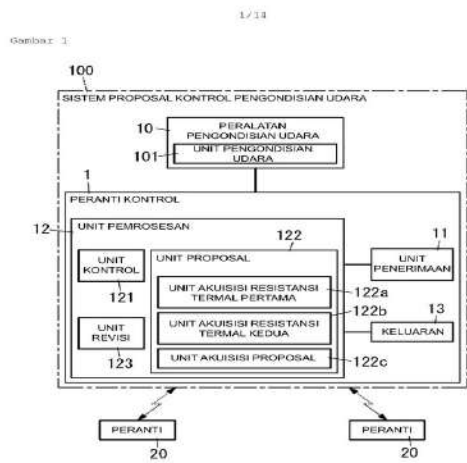 1/14
Gambar 1
100
SISTEM PROPOSAL KONTROL PENGONDISIAN UDARA
10
PERALATAN
PENGONDISIAN UDARA
101
UNIT PENGONDISIAN
UDARA
1
PERANTI KONTROL
12
UNIT PEMROSESAN
122
UNIT PROPOSAL
11
UNIT
PENERIMAAN
UNIT
KONTROL
121
UNIT AKUISISI RESISTANSI
TERMAL PERTAMA
122a
122b
UNIT AKUISISI RESISTANSI
TERMAL KEDUA
13
KELUARAN
UNIT
REVISI
123
UNIT AKUISISI PROPOSAL
122c
PERANTI
20
PERANTI
20